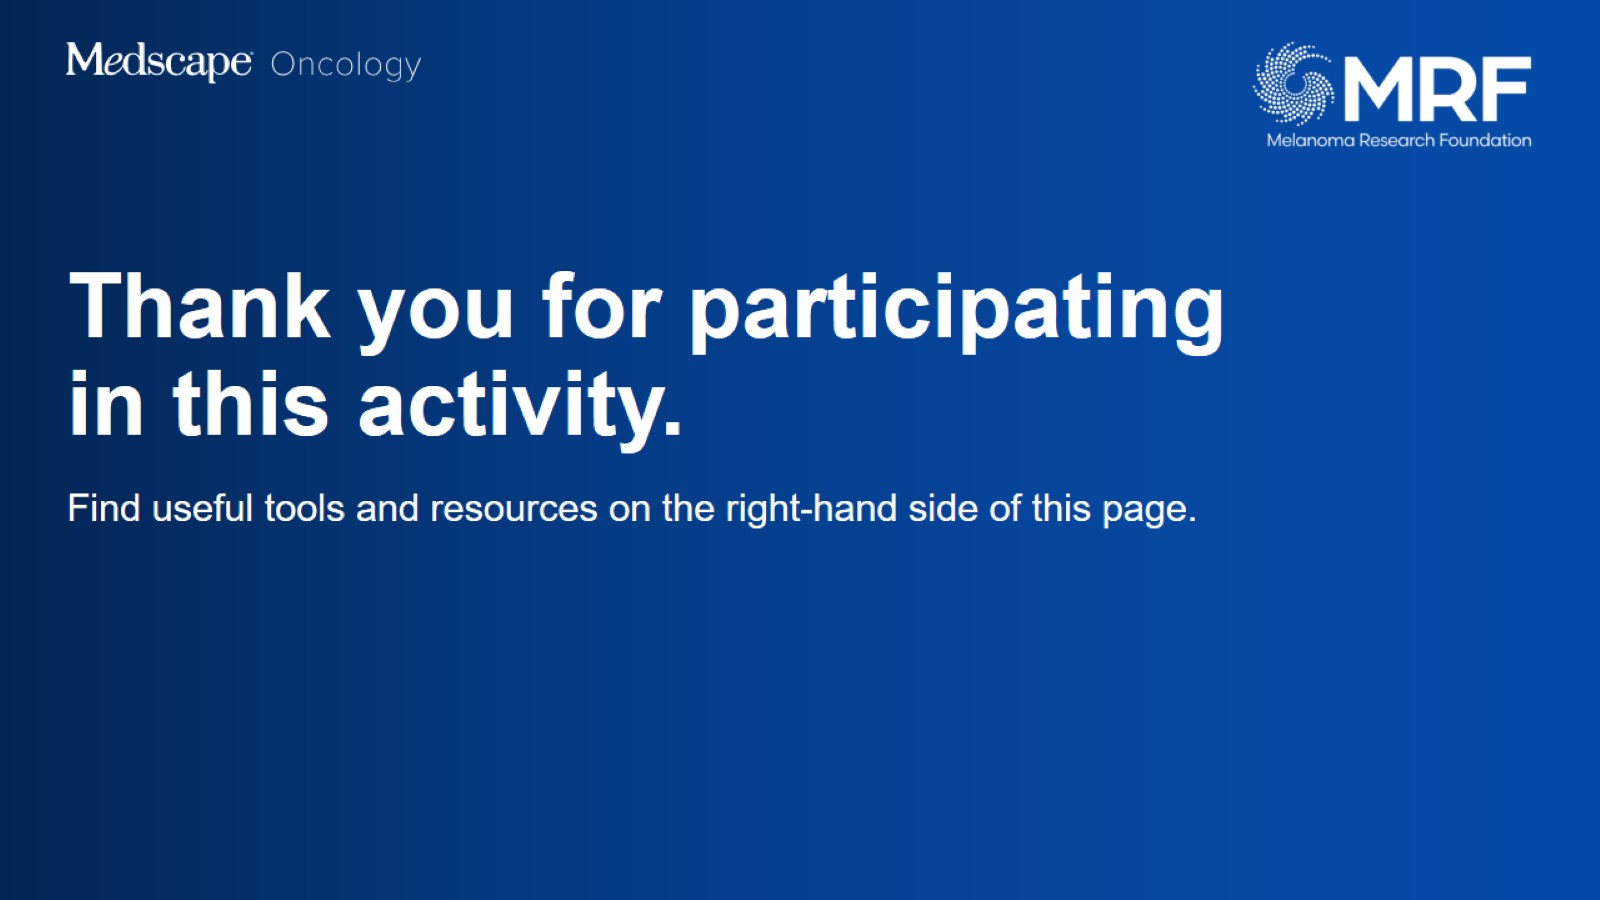 Medscape Oncology
MRF
Melanoma Research Foundation
Thank you for participating
in this activity.
Find useful tools and resources on the right-hand side of this page.